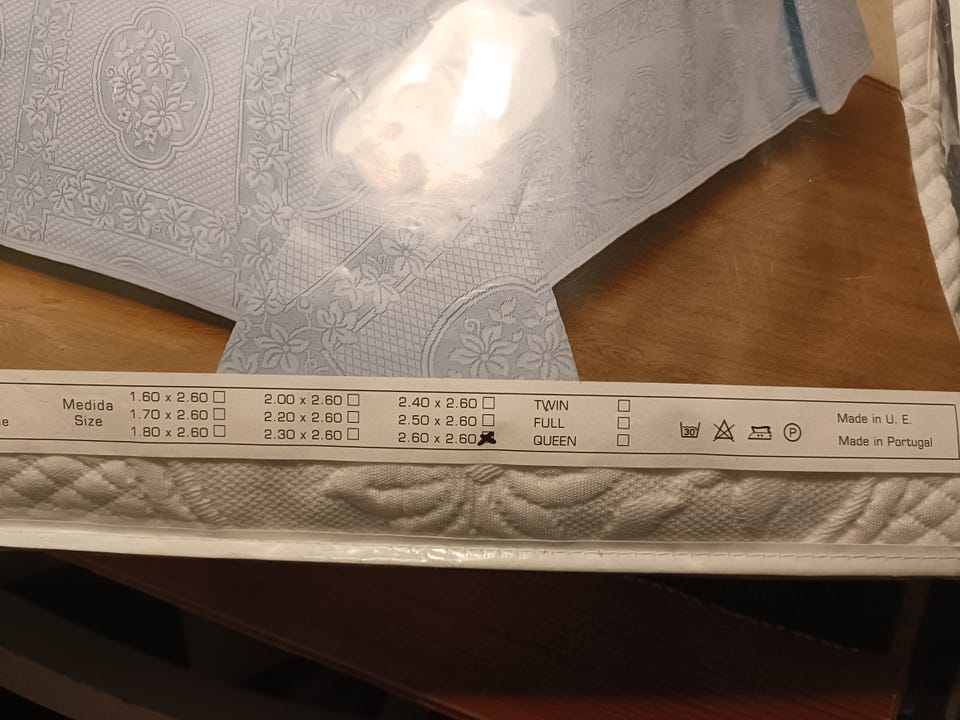 e
Medida
Size
1.60 x 2.60
1.70 x 2.60
1.80 x 2.60
2.00 x 2.60
2.20 x 2.60
2.30 x 2.60
2.40 x 2.60
2.50 x 2.60
2.60 x 2.60
TWIN
FULL
QUEEN
30°
P
Made in U. E.
Made in Portugal